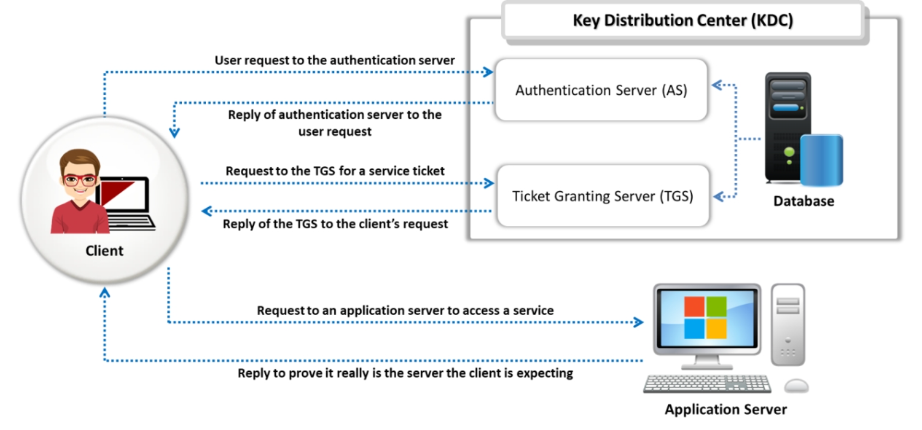 Key Distribution Center (KDC)
User request to the authentication server
Authentication Server (AS)
Reply of authentication server to the
user request
Request to the TGS for a service ticket
Ticket Granting Server (TGS)
Database
Reply of the TGS to the client's request
Client
Request to an application server to access a service
Reply to prove it really is the server the client is expecting
Application Server